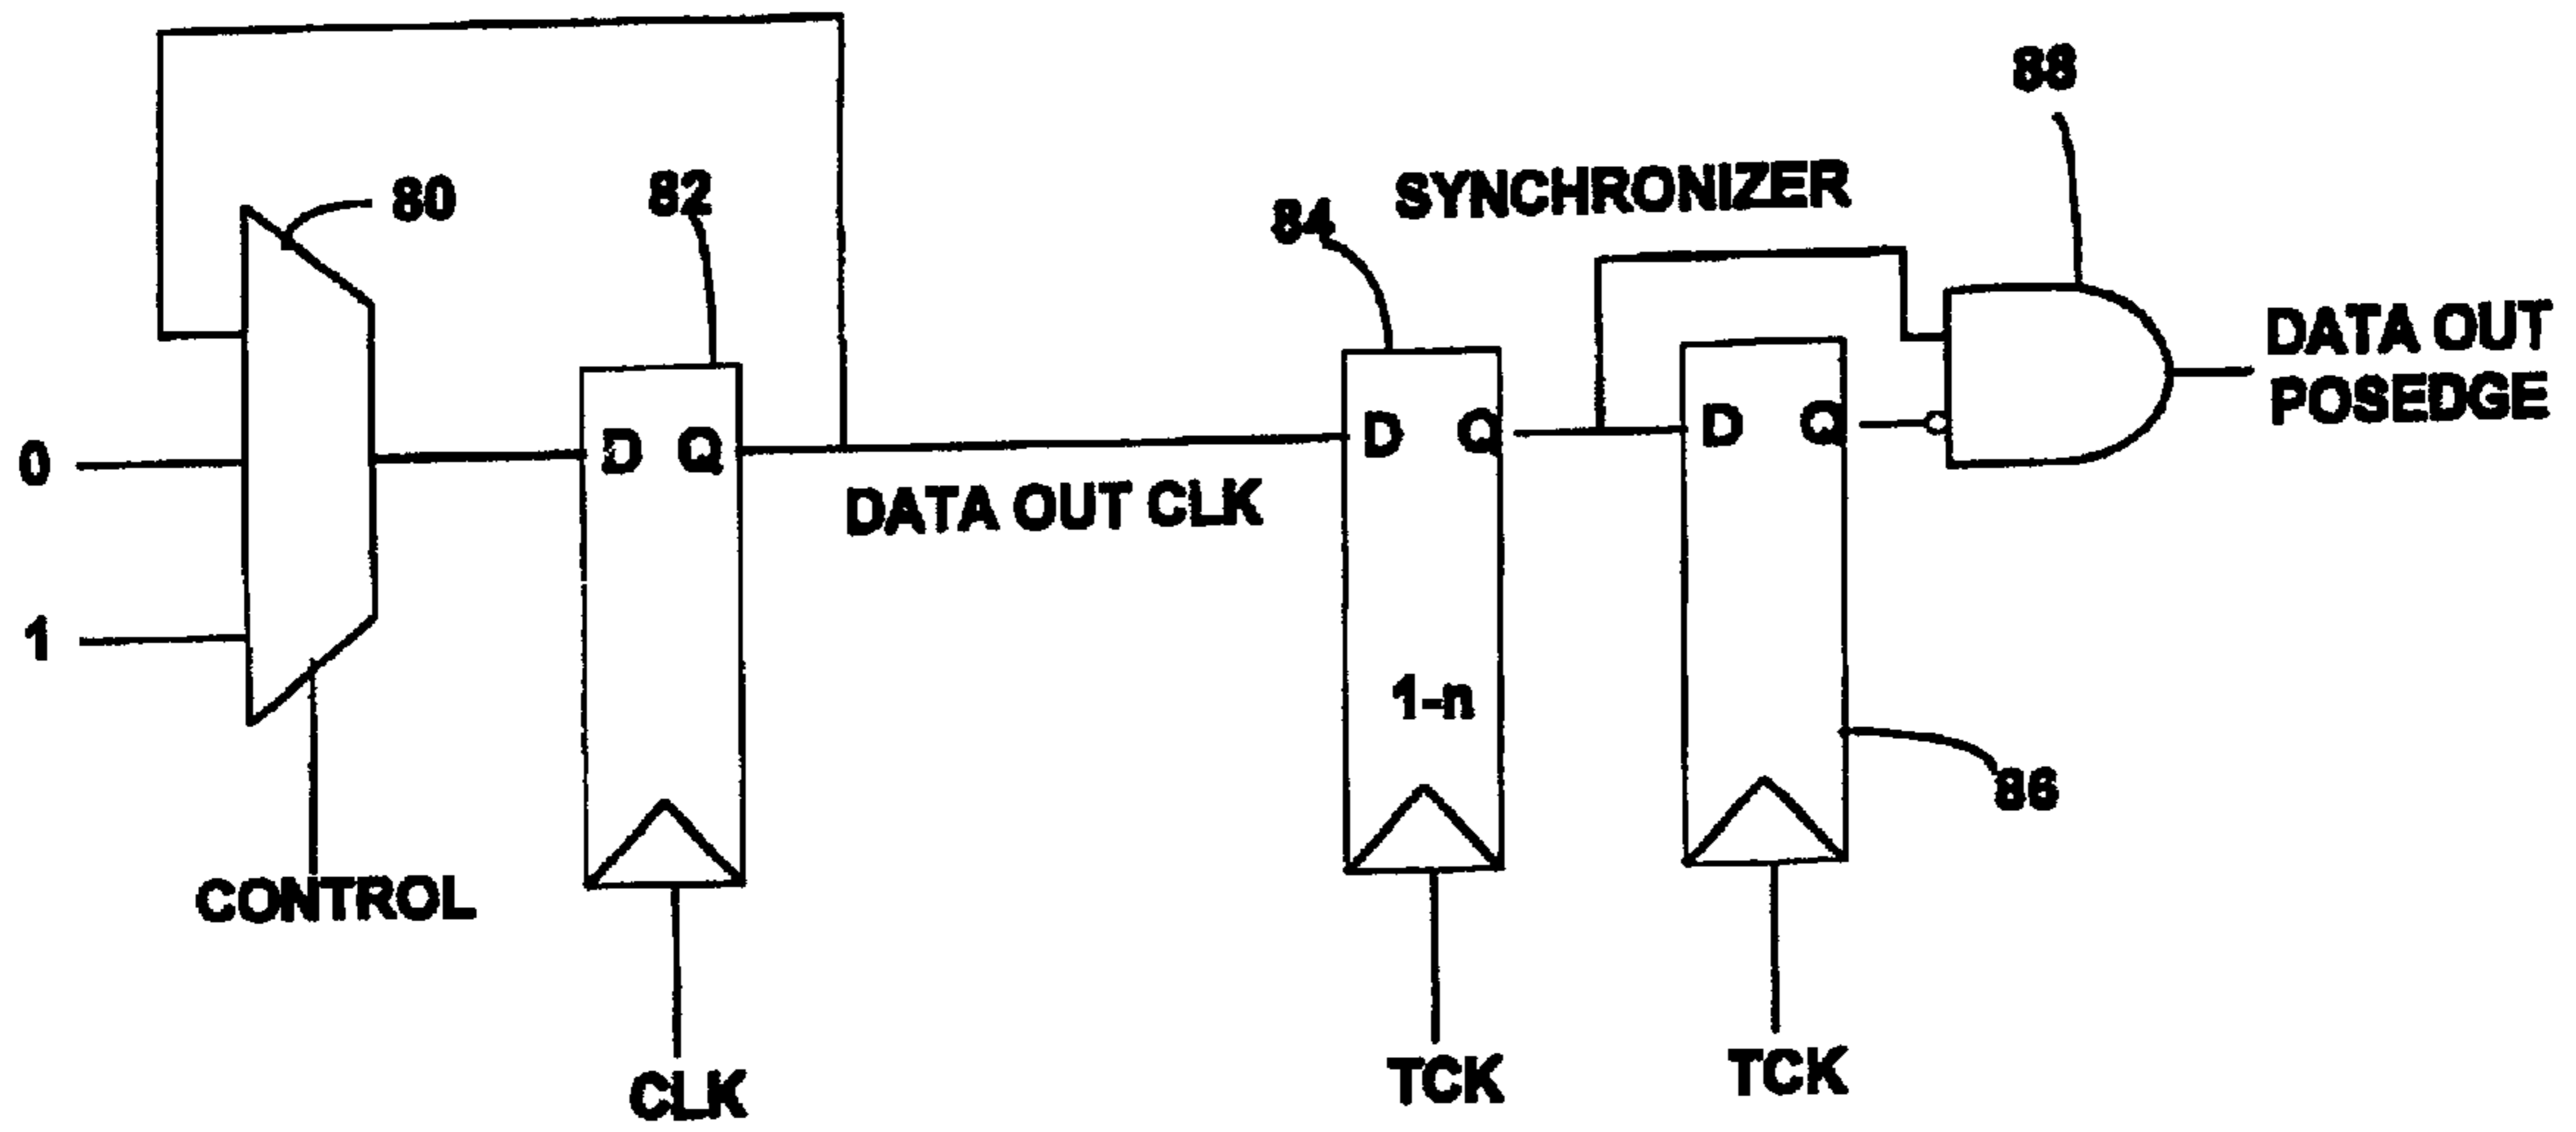 88
80
82
84
SYNCHRONIZER
DATA OUT
POSEDGE
D Q
D Q
D Q
0
DATA OUT CLK
1
1-n
86
CONTROL
CLK
TCK
TCK